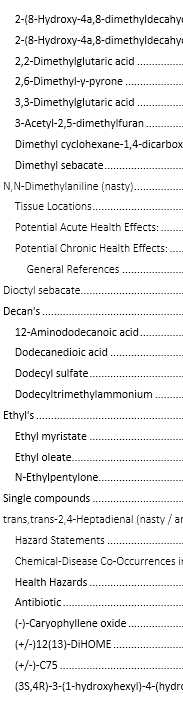 2-(8-Hydroxy-4a,8-dimethyldecahy
2-(8-Hydroxy-4a,8-dimethyldecahy
2,2-Dimethylglutaric acid
2,6-Dimethyl-γ-pyrone
3,3-Dimethylglutaric acid
3-Acetyl-2,5-dimethylfuran
Dimethyl cyclohexane-1,4-dicarbox
Dimethyl sebacate
N,N-Dimethylaniline (nasty)
Tissue Locations
Potential Acute Health Effects:
Potential Chronic Health Effects:
General References
Dioctyl sebacate
Decan's
12-Aminododecanoic acid
Dodecanedioic acid
Dodecyl sulfate
Dodecyltrimethylammonium
Ethyl's
Ethyl myristate
Ethyl oleate
N-Ethylpentylone
Single compounds
trans,trans-2,4-Heptadienal (nasty / ar
Hazard Statements
Chemical-Disease Co-Occurrences in
Health Hazards
Antibiotic
(-)-Caryophyllene oxide
(+/-)12(13)-DiHOME
(+/-)-C75
(3S,4R)-3-(1-hydroxyhexyl)-4-(hydro